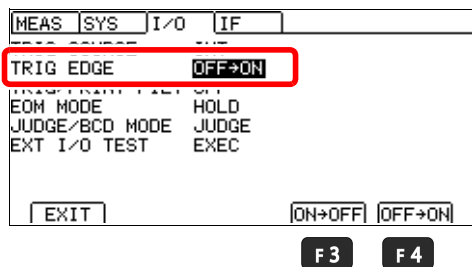 MEAS SYS I/O IF
TRIG EDGE OFF→ON
EOM MODE HOLD
JUDGE/BCD MODE JUDGE
EXT I/O TEST EXEC
EXIT ON→OFF OFF→ON
F3 F4